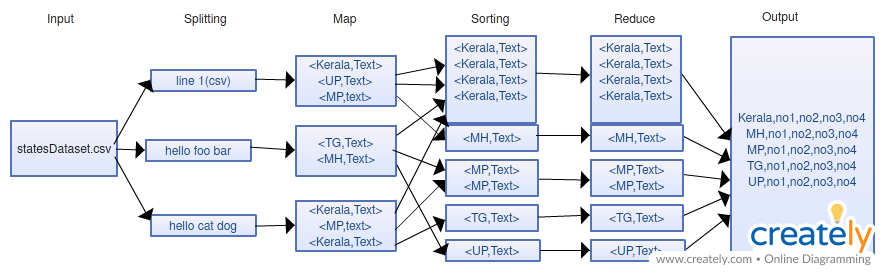 Input
Splitting
Map
Sorting
Reduce
Output
statesDataset.csv
line 1(csv)
hello foo bar
hello cat dog
<Kerala,Text>
<UP,Text>
<MP,text>
<TG,Text>
<MH,Text>
<Kerala,Text>
<MP,text>
<Kerala,Text>
<Kerala,Text>
<Kerala,Text>
<Kerala,Text>
<Kerala,Text>
<MH,Text>
<MP,Text>
<MP,Text>
<TG,Text>
<UP,Text>
<Kerala,Text>
<Kerala,Text>
<Kerala,Text>
<Kerala,Text>
<MH,Text>
<MP,Text>
<MP,Text>
<TG,Text>
<UP,Text>
Kerala,no1,no2,no3,no4
MH,no1,no2,no3,no4
MP,no1,no2,no3,no4
TG,no1,no2,no3,no4
UP,no1,no2,no3,no4
creately
www.creately.com • Online Diagramming